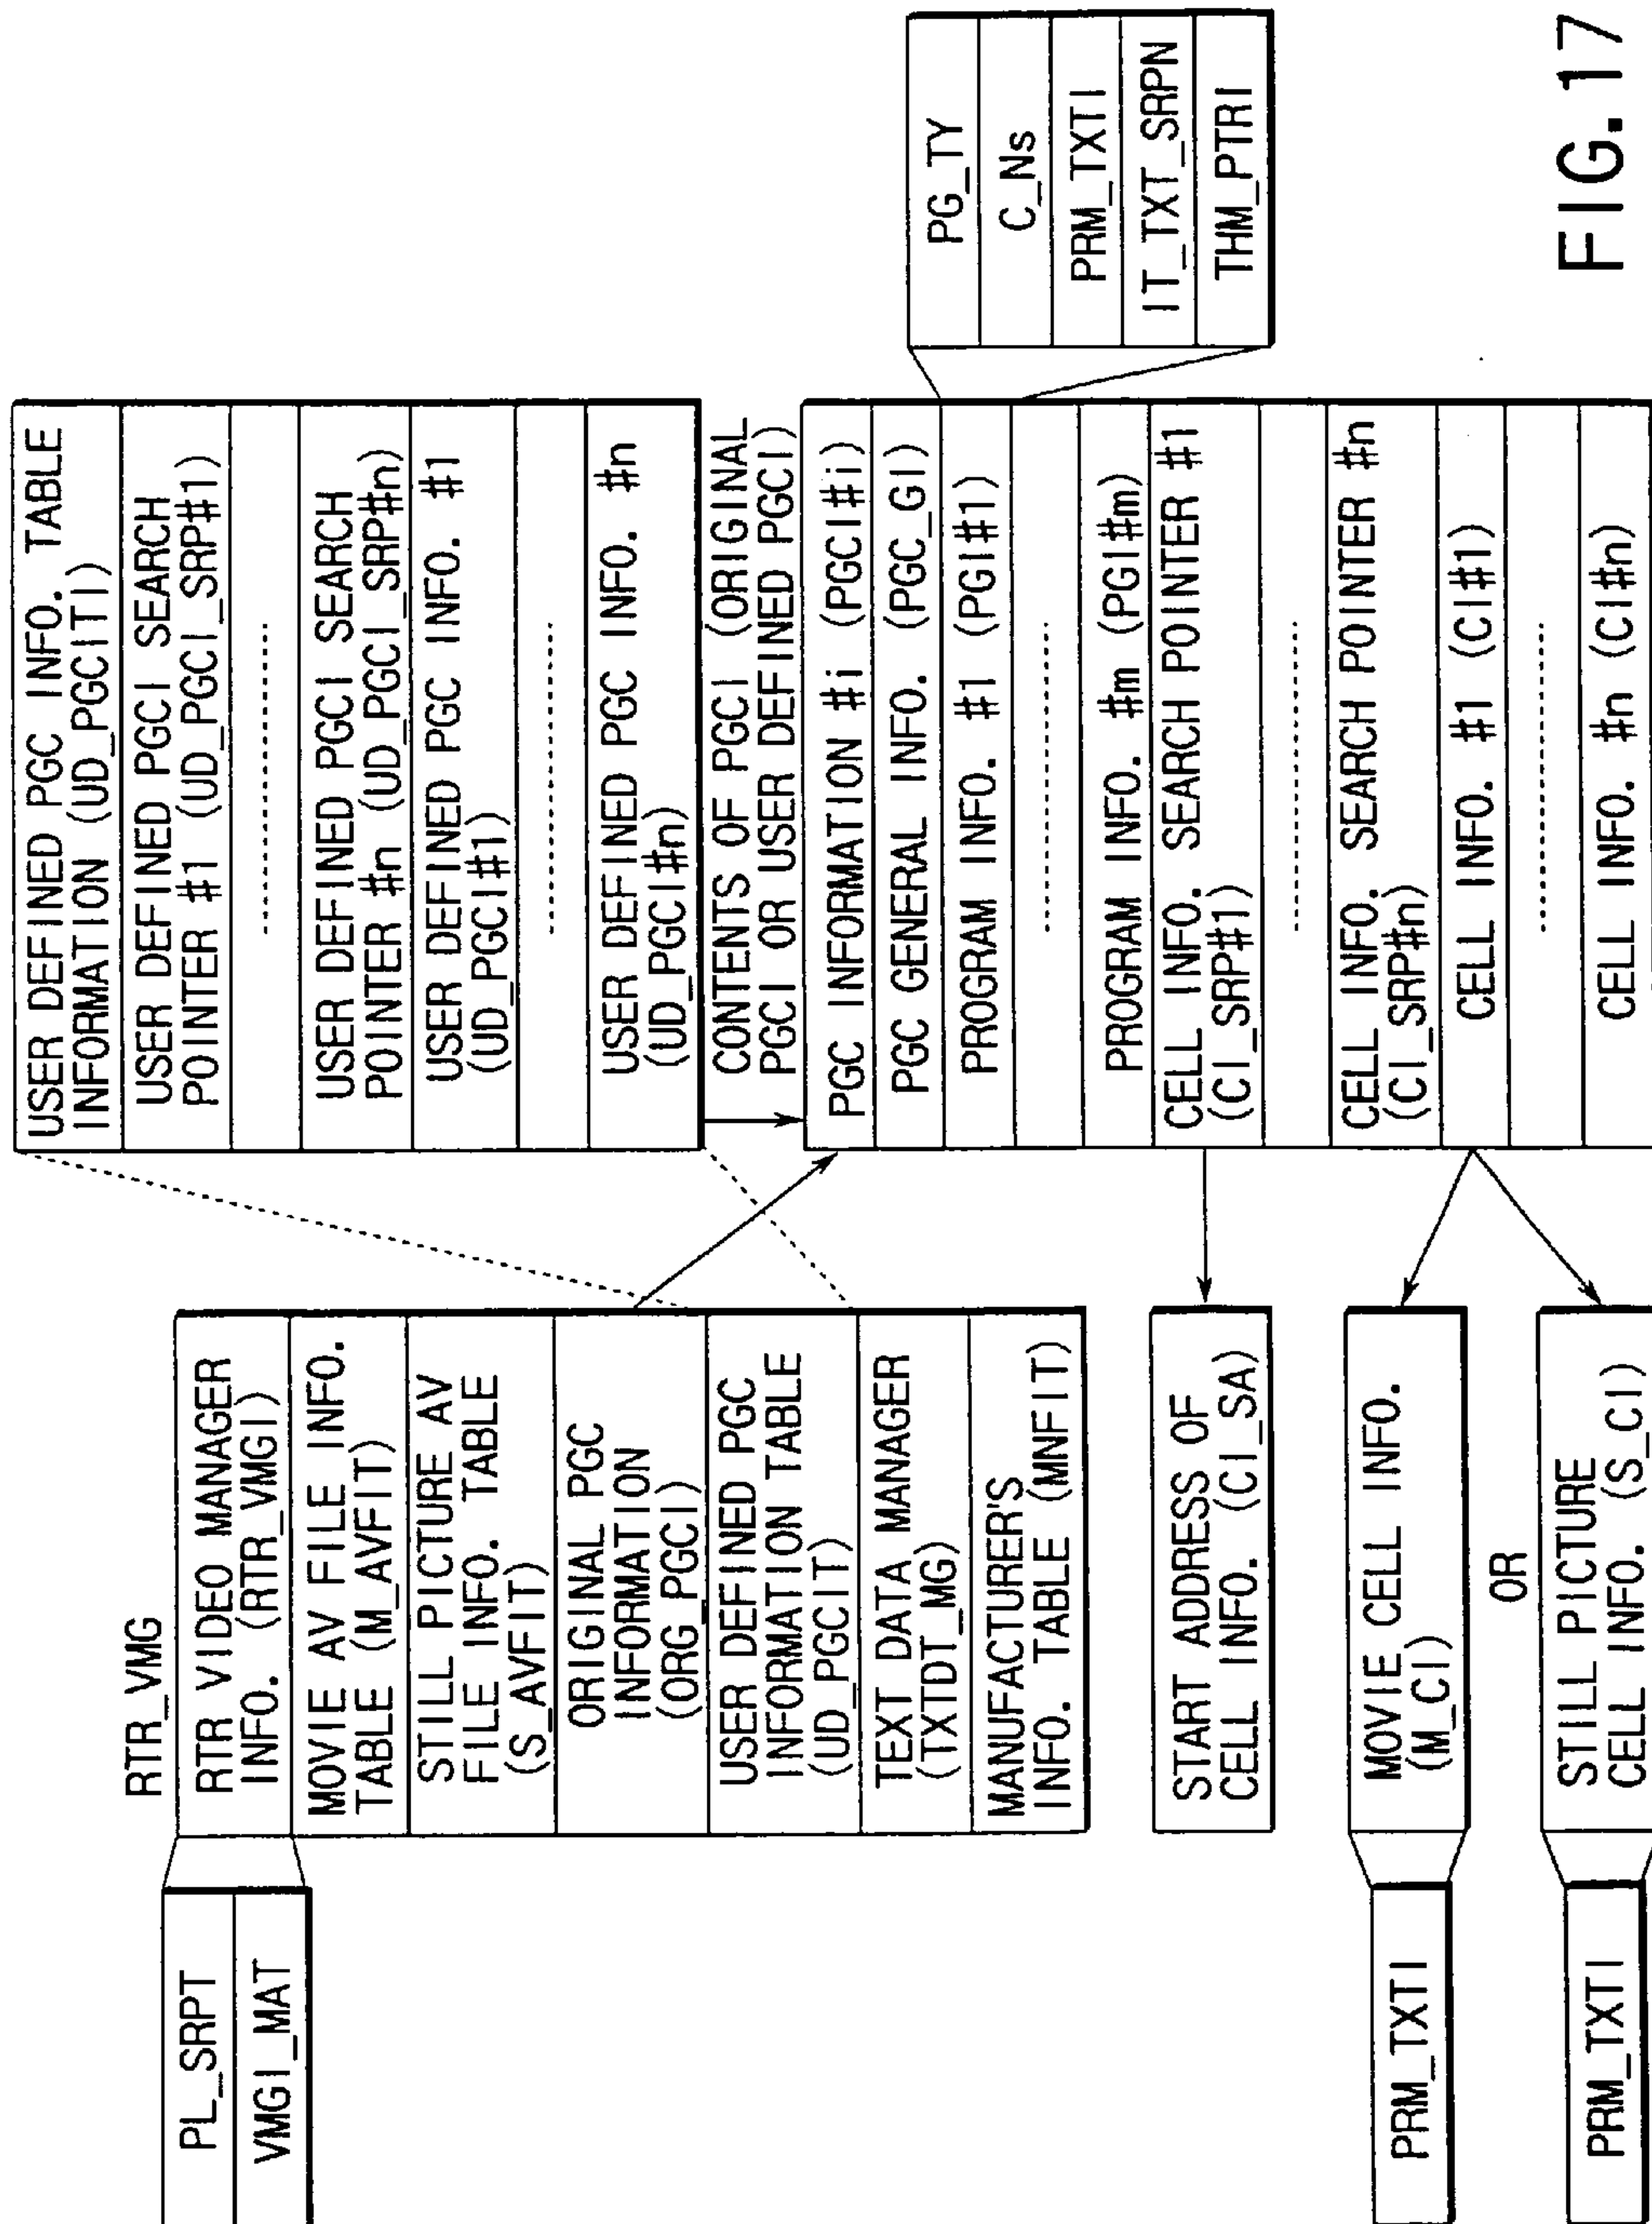 PL_SRPT
VMGI_MAT
RTR_VMG
RTR VIDEO MANAGER
INFO. (RTR_VMGI)
MOVIE AV FILE INFO.
TABLE (M_AVFIT)
STILL PICTURE AV
FILE INFO. TABLE
(S_AVFIT)
ORIGINAL PGC
INFORMATION
(ORG_PGCI)
USER DEFINED PGC
INFORMATION TABLE
(UD_PGCIT)
TEXT DATA MANAGER
(TXTDT_MG)
MANUFACTURER'S
INFO. TABLE (MNFIT)
START ADDRESS OF
CELL INFO. (CI_SA)
MOVIE CELL INFO.
(M_CI)
OR
STILL PICTURE
CELL INFO. (S_CI)
PRM_TXTI
PRM_TXTI
USER DEFINED PGC INFO. TABLE
INFORMATION (UD_PGCITI)
USER DEFINED PGCI SEARCH
POINTER #1 (UD_PGCI_SRP#1)
USER DEFINED PGCI SEARCH
POINTER #n (UD_PGCI_SRP#n)
USER DEFINED PGC INFO. #1
(UD_PGCI#1)
USER DEFINED PGC INFO. #n
(UD_PGCI#n)
CONTENTS OF PGCI (ORIGINAL
PGCI OR USER DEFINED PGCI)
PGC INFORMATION #i (PGCI#i)
PGC GENERAL INFO. (PGC_GI)
PROGRAM INFO. #1 (PGI#1)
PROGRAM INFO. #m (PGI#m)
CELL INFO. SEARCH POINTER #1
(CI_SRP#1)
CELL INFO. SEARCH POINTER #n
(CI_SRP#n)
CELL INFO. #1 (CI#1)
CELL INFO. #n (CI#n)
PG_TY
C_Ns
PRM_TXTI
IT_TXT_SRPN
THM_PTRI
FIG.17